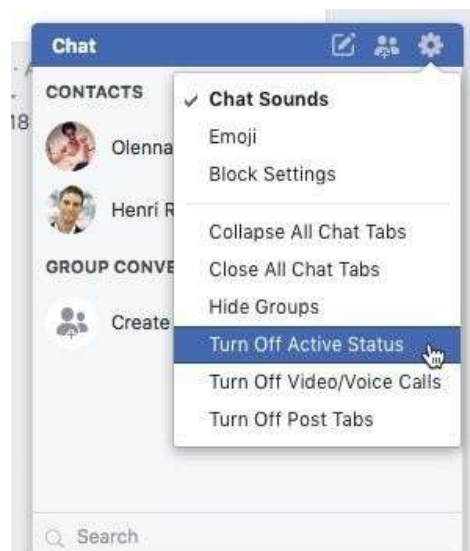 Chat
18
CONTACTS
Olenna
Henri R
GROUP CONVE
Create
Chat Sounds
Emoji
Block Settings
Collapse All Chat Tabs
Close All Chat Tabs
Hide Groups
Turn Off Active Status
Turn Off Video/Voice Calls
Turn Off Post Tabs
Search